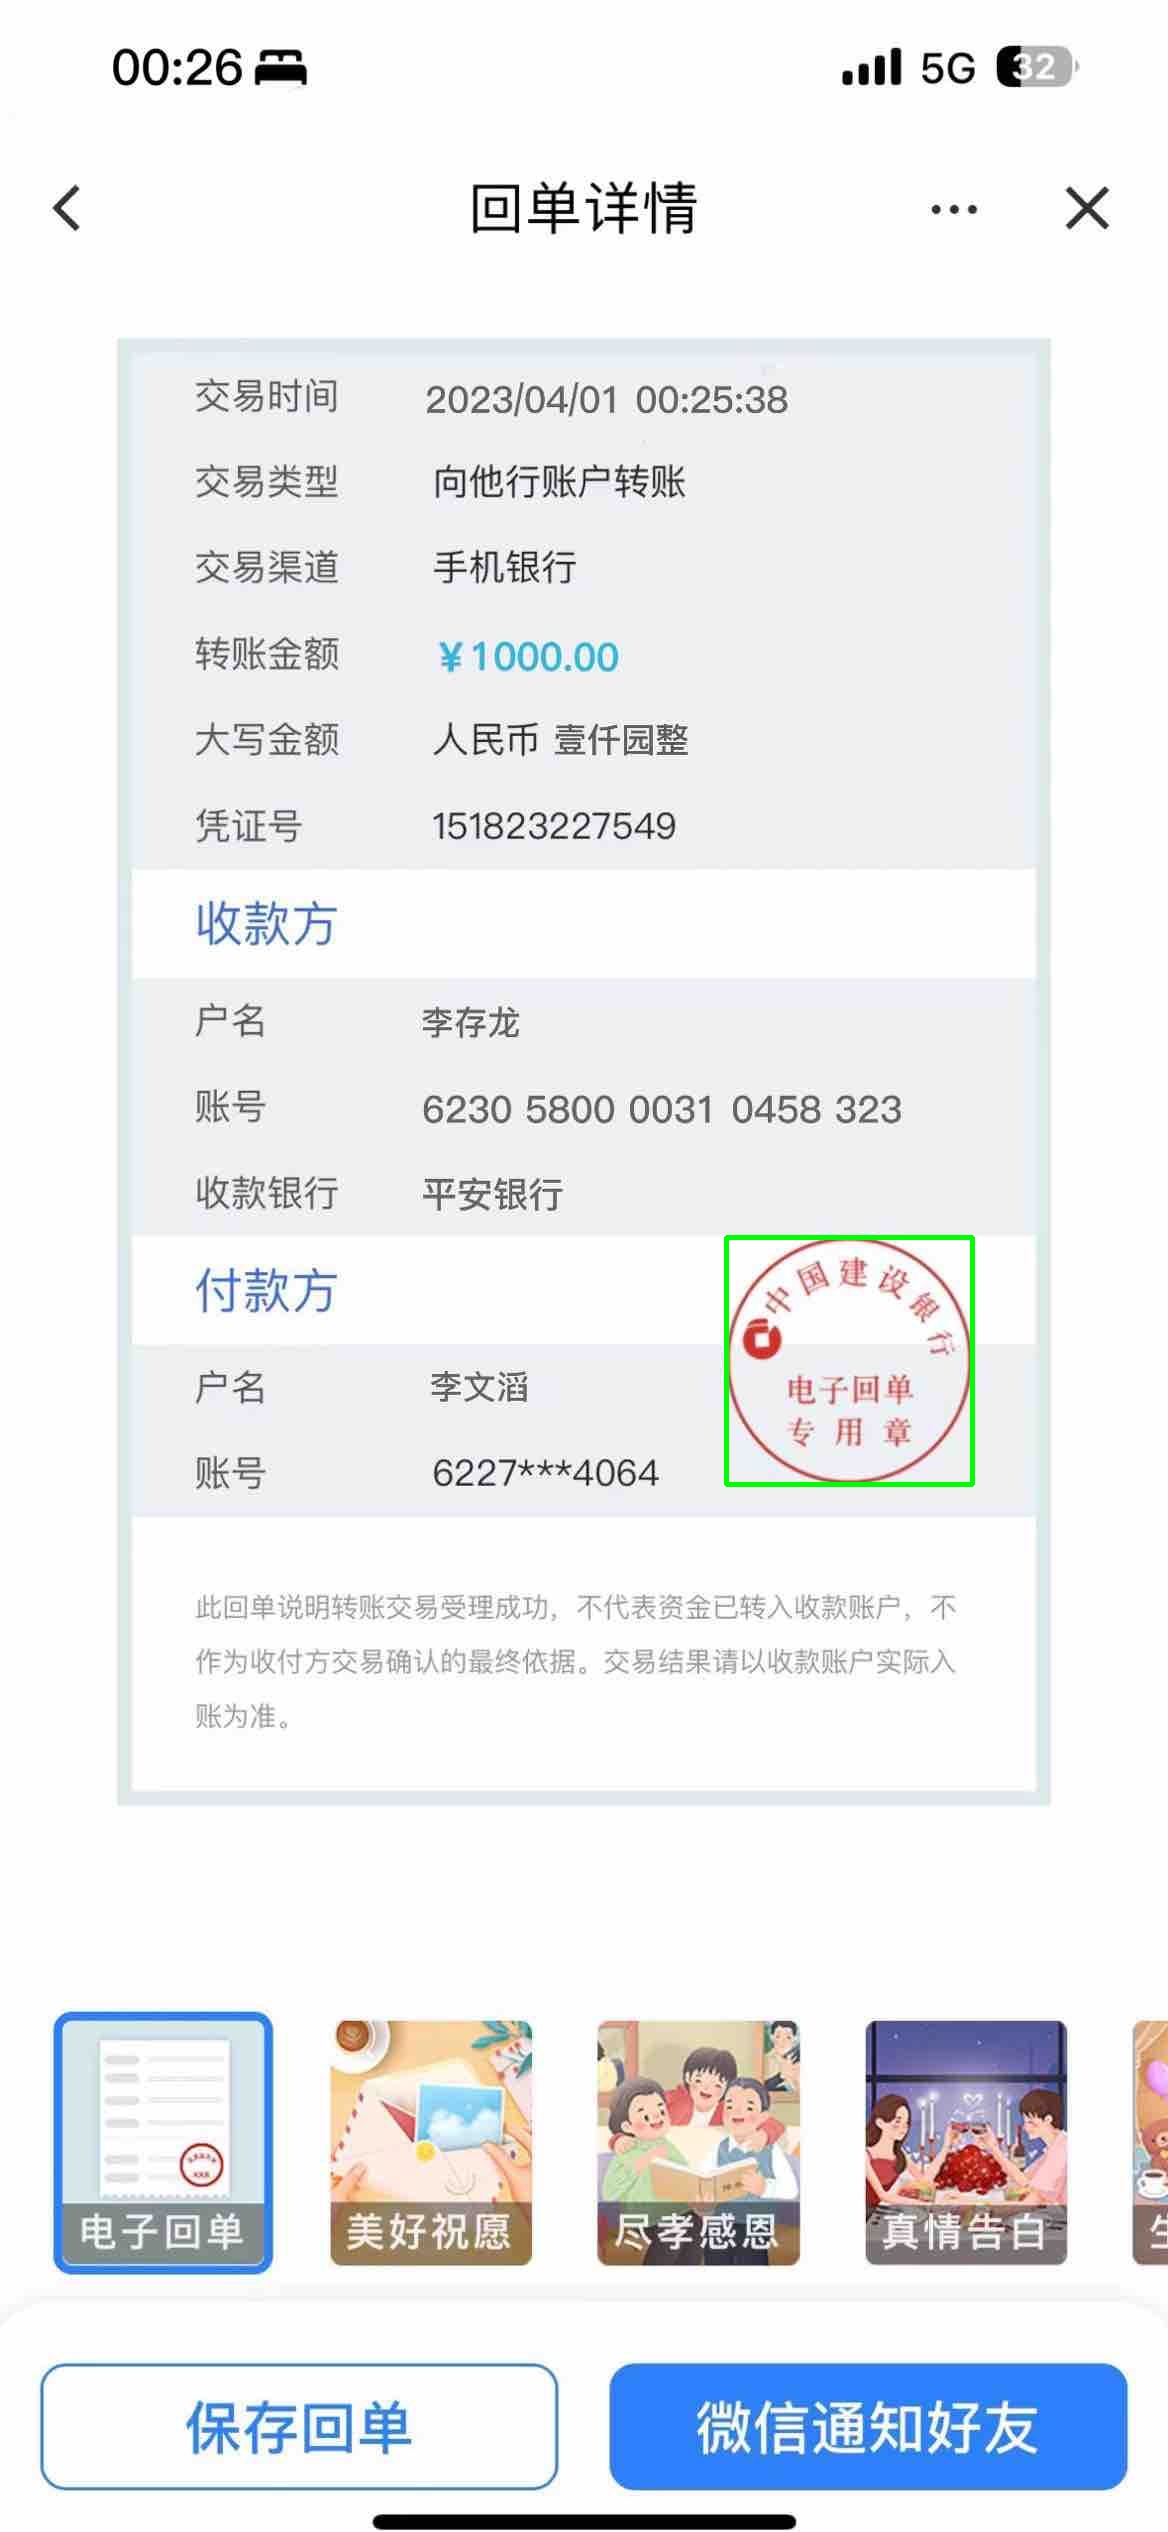 00:26 5G 32
回单详情
交易时间 2023/04/01 00:25:38
交易类型 向他行账户转账
交易渠道 手机银行
转账金额 ¥1000.00
大写金额 人民币 壹仟园整
凭证号 151823227549
收款方
户名 李存龙
账号 6230 5800 0031 0458 323
收款银行 平安银行
付款方
中国建设银行
电子回单
专用章
户名 李文滔
账号 6227***4064
此回单说明转账交易受理成功，不代表资金已转入收款账户，不
作为收付方交易确认的最终依据。交易结果请以收款账户实际入
账为准。
电子回单 美好祝愿 尽孝感恩 真情告白
保存回单 微信通知好友